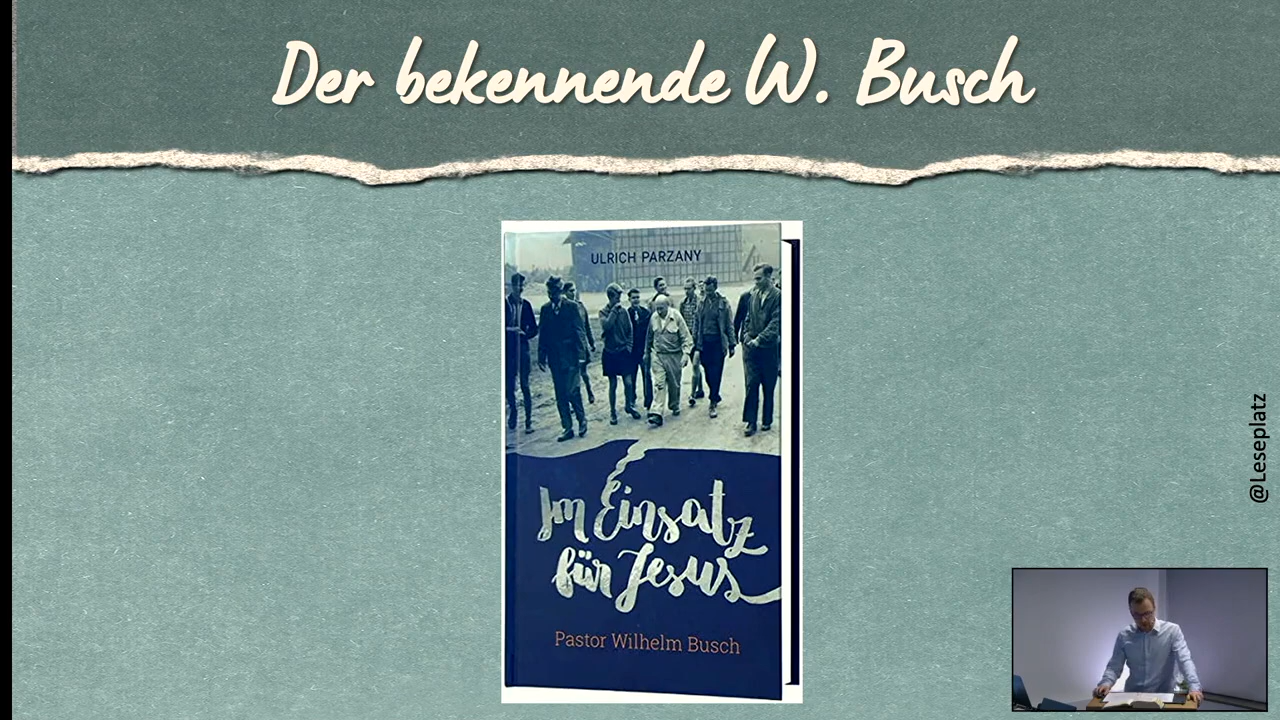 Der bekennende W. Busch
ULRICH PARZANY
Im Einsatz
für Jesus
Pastor Wilhelm Busch
@Leseplatz